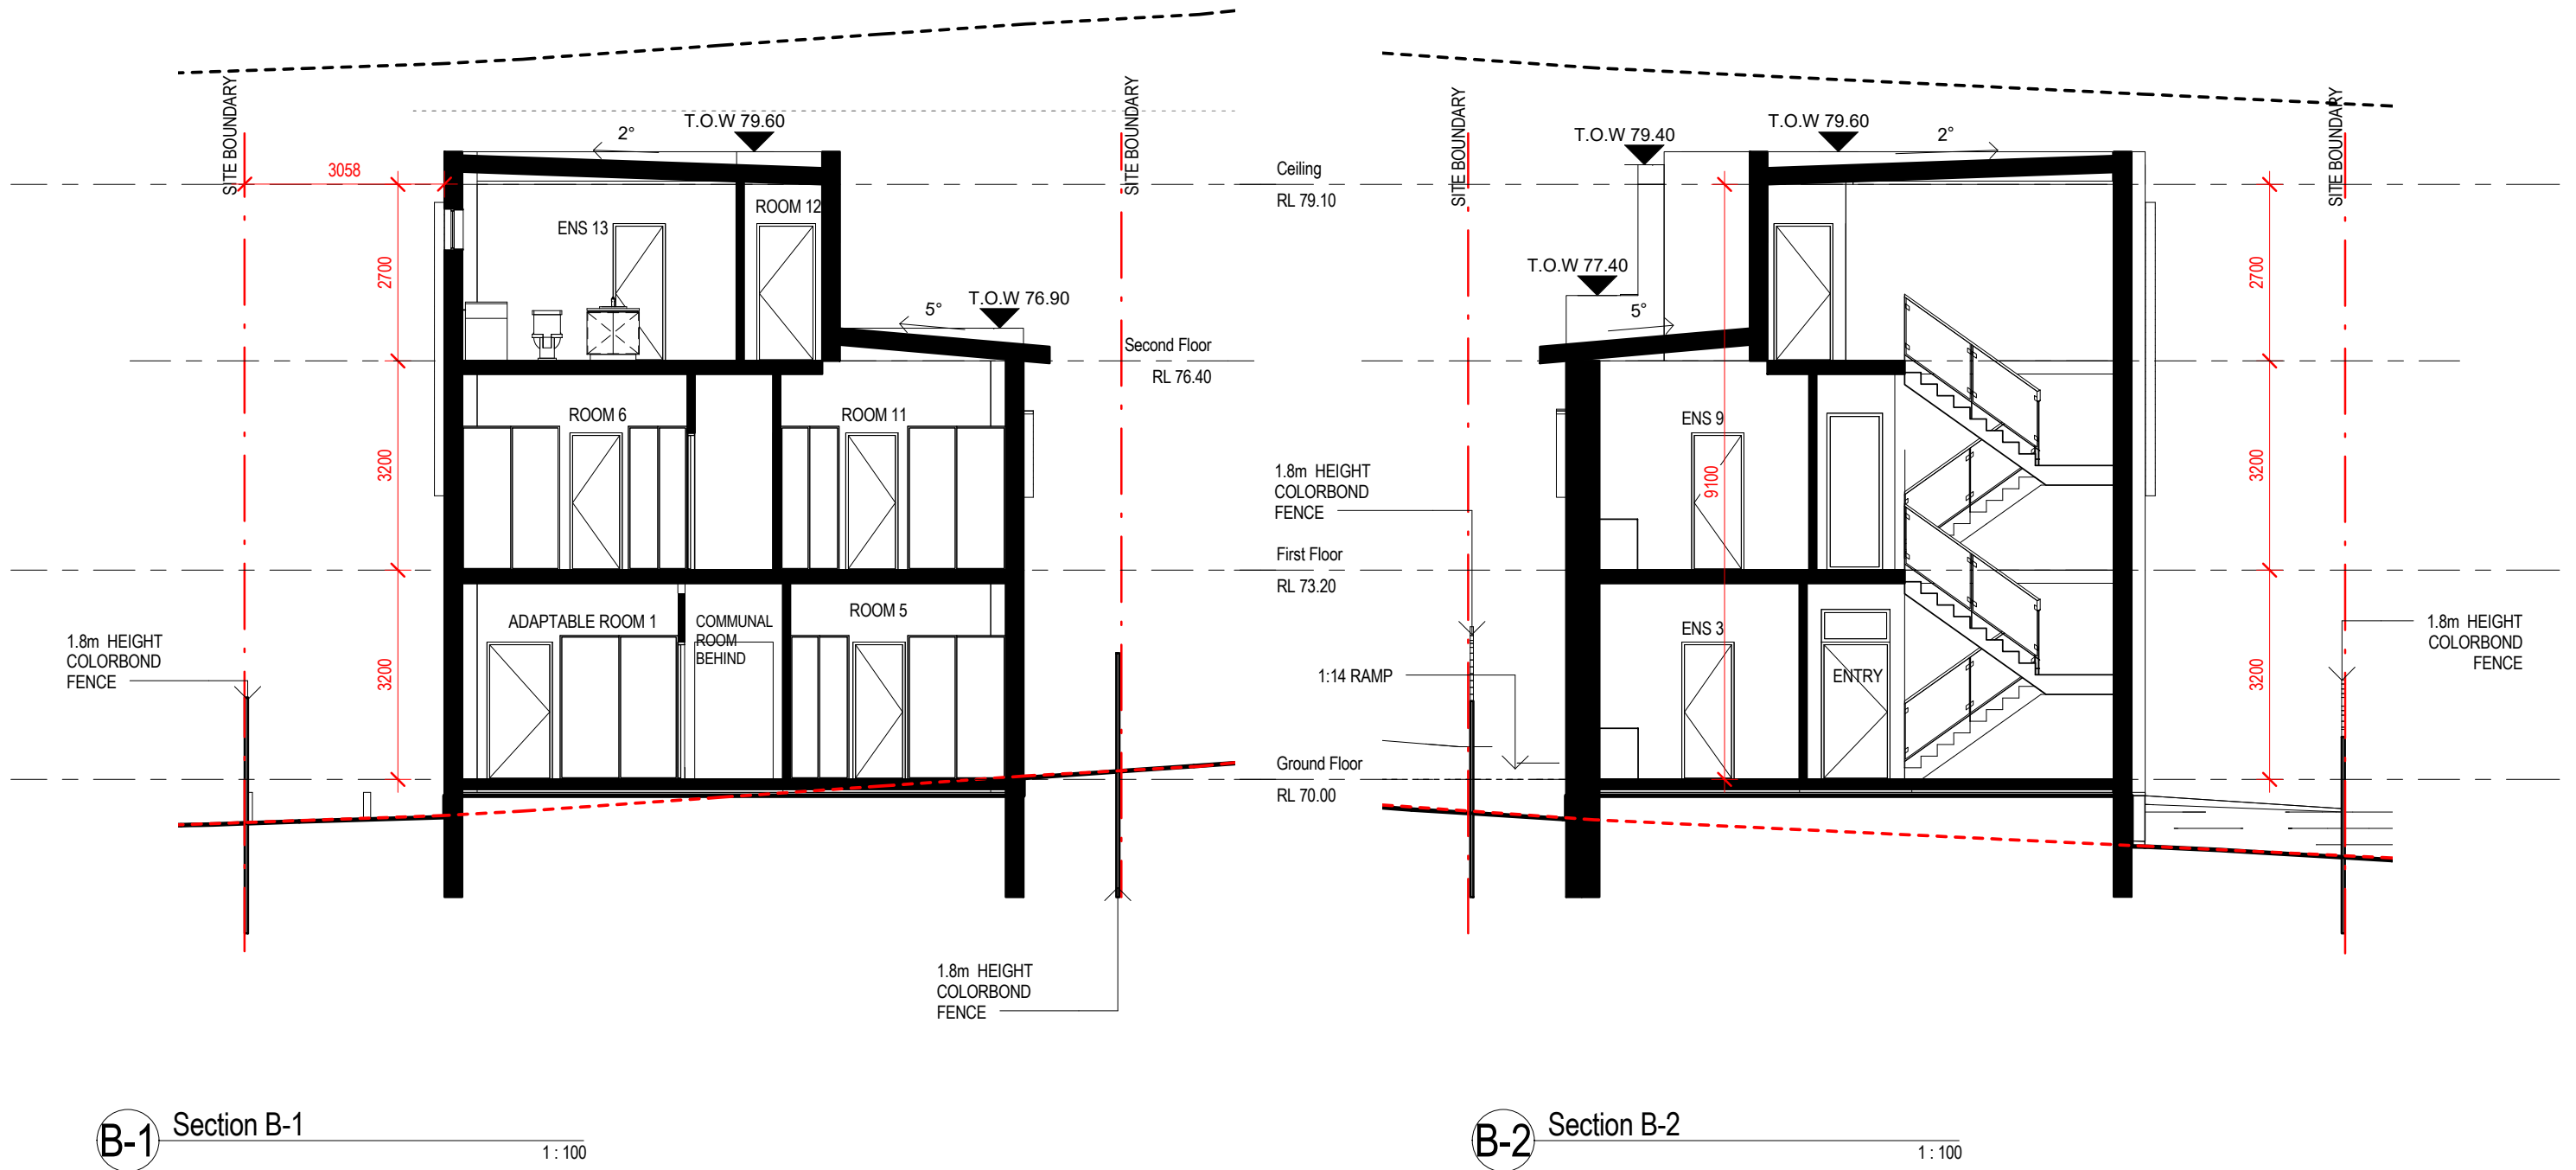 SITE BOUNDARY
3058
2°
T.O.W 79.60
SITE BOUNDARY
2700
ENS 13
ROOM 12
5°
T.O.W 76.90
3200
ROOM 6
ROOM 11
3200
ADAPTABLE ROOM 1
COMMUNAL
ROOM
BEHIND
ROOM 5
1.8m HEIGHT
COLORBOND
FENCE
1.8m HEIGHT
COLORBOND
FENCE
Ceiling
RL 79.10
Second Floor
RL 76.40
First Floor
RL 73.20
Ground Floor
RL 70.00
SITE BOUNDARY
T.O.W 79.40
T.O.W 79.60
2°
SITE BOUNDARY
T.O.W 77.40
5°
2700
9100
ENS 9
3200
1.8m HEIGHT
COLORBOND
FENCE
ENS 3
ENTRY
3200
1:14 RAMP
1.8m HEIGHT
COLORBOND
FENCE
B-1
Section B-1
1 : 100
B-2
Section B-2
1 : 100